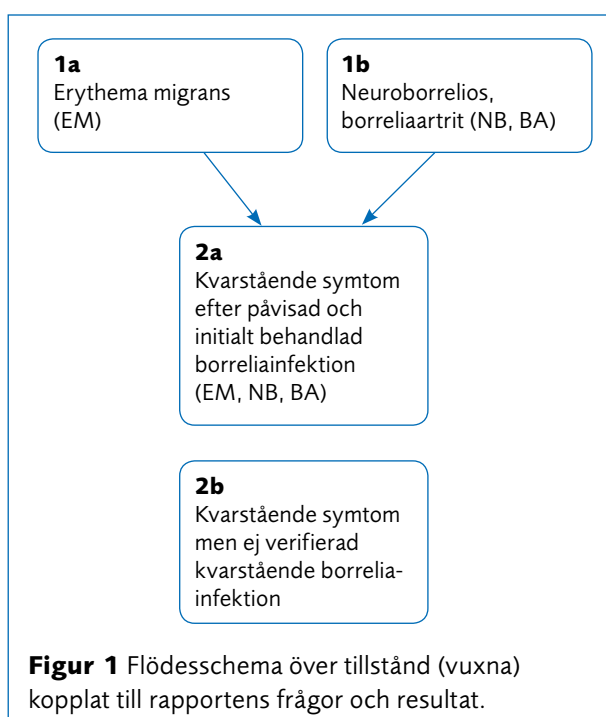 1a
Erythema migrans
(EM)
1b
Neuroborrelios,
borreliaartrit (NB, BA)
2a
Kvarstående symtom
efter påvisad och
initialt behandlad
borreliainfektion
(EM, NB, BA)
2b
Kvarstående symtom
men ej verifierad
kvarstående borrelia-
infektion
Figur 1 Flödesschema över tillstånd (vuxna)
kopplat till rapportens frågor och resultat.